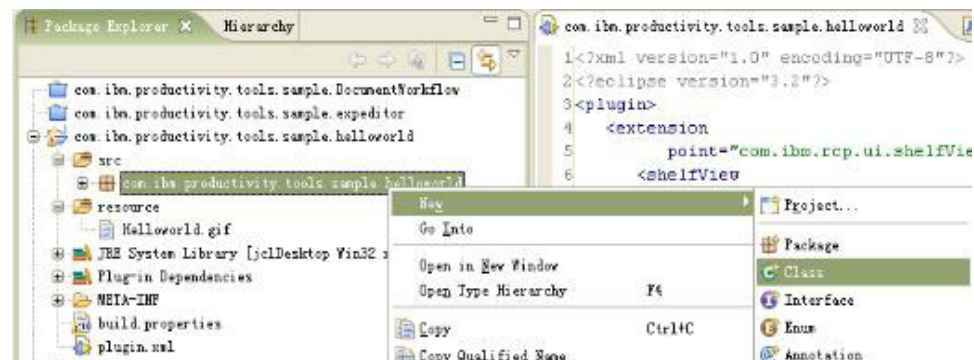 Package Explorer Hierarchy
com.ibm.productivity.tools.sample.DocumentWorkflow
com.ibm.productivity.tools.sample.expeditor
com.ibm.productivity.tools.sample.helloworld
src
com.ibm.productivity.tools.sample.helloworld
resource
Helloworld.gif
JRE System Library [jclDesktop Win32
Plug-in Dependencies
META-INF
build.properties
plugin.xml
com.ibm.productivity.tools.sample.helloworld
1 <?xml version="1.0" encoding="UTF-8"?>
2 <?eclipse version="3.2"?>
3 <plugin>
4 <extension
5 point="com.ibm.rcp.ui.shelfVie
6 <shelfView
New
Go Into
Open in New Window
Open Type Hierarchy F4
Copy Ctrl+C
Copy Qualified Name
Project...
Package
Class
Interface
Enum
Annotation